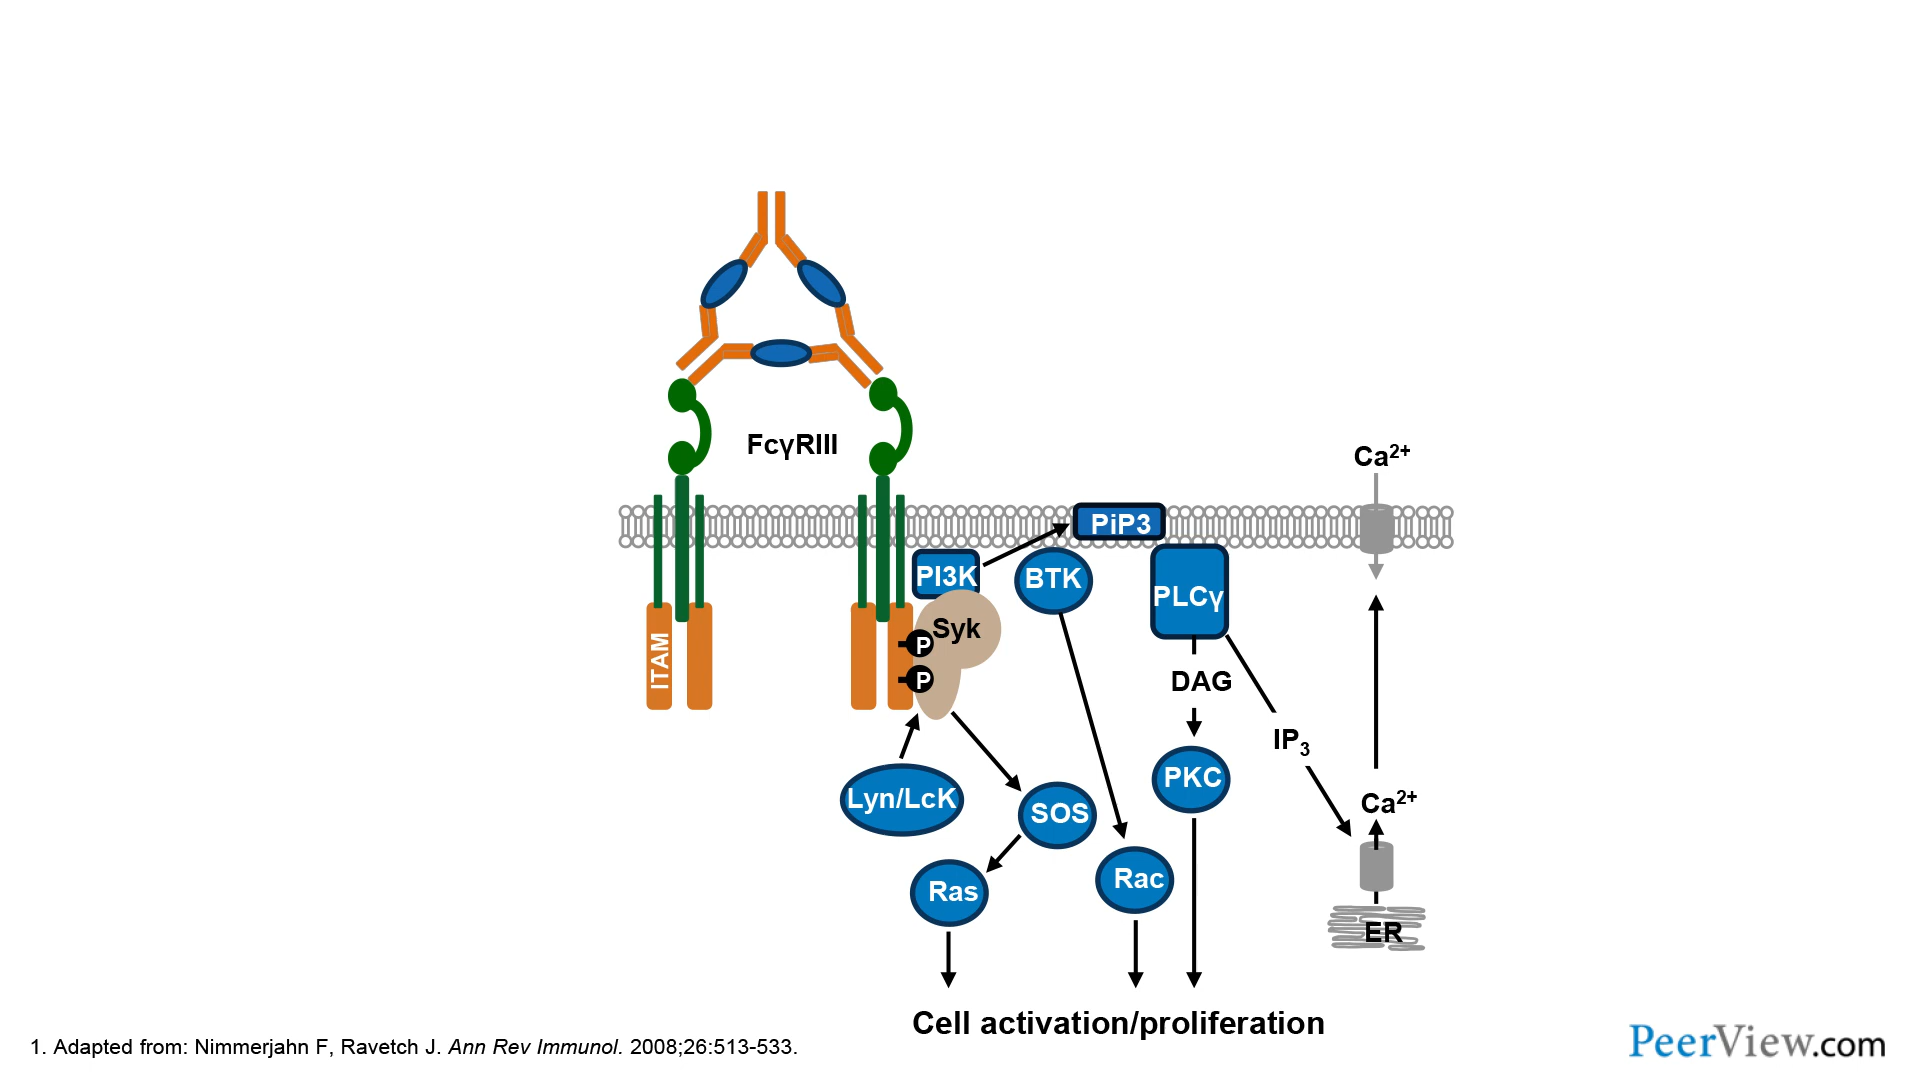 FcγRIII
Ca2+
PiP3
PI3K
BTK
PLCγ
Syk
P
P
ITAM
DAG
IP3
PKC
Lyn/LcK
SOS
Ca2+
Ras
Rac
ER
Cell activation/proliferation
1. Adapted from: Nimmerjahn F, Ravetch J. Ann Rev Immunol. 2008;26:513-533.
PeerView.com